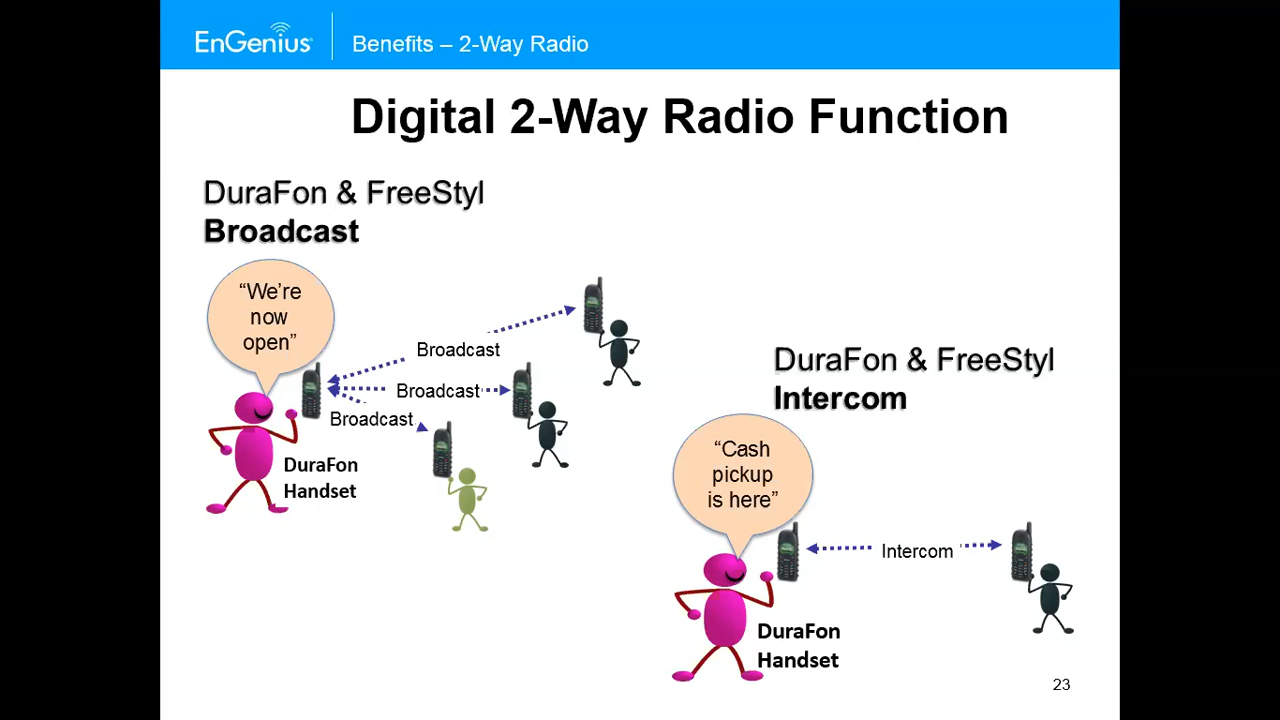 EnGenius
Benefits – 2-Way Radio
Digital 2-Way Radio Function
DuraFon & FreeStyl
Broadcast
“We’re
now
open”
Broadcast
Broadcast
Broadcast
DuraFon
Handset
DuraFon & FreeStyl
Intercom
“Cash
pickup
is here”
Intercom
DuraFon
Handset
23